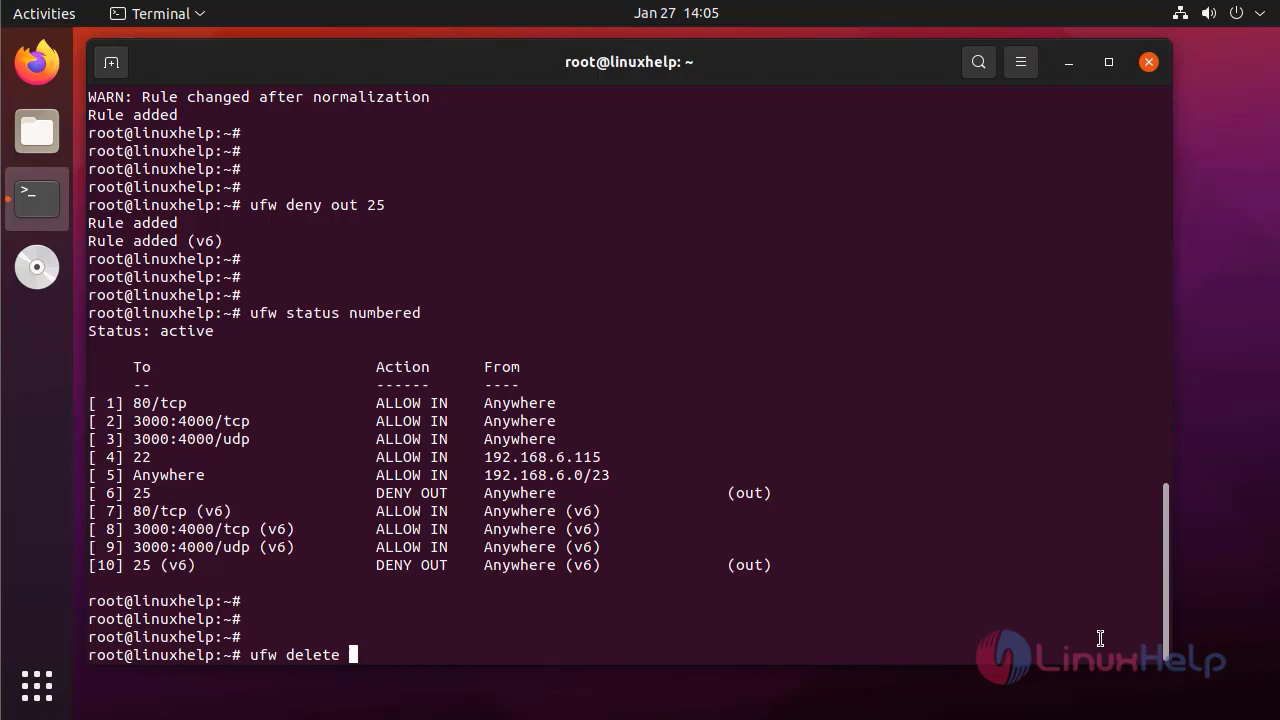 Activities Terminal Jan 27 14:05
root@linuxhelp: ~
WARN: Rule changed after normalization
Rule added
root@linuxhelp:~#
root@linuxhelp:~#
root@linuxhelp:~#
root@linuxhelp:~#
root@linuxhelp:~# ufw deny out 25
Rule added
Rule added (v6)
root@linuxhelp:~#
root@linuxhelp:~#
root@linuxhelp:~#
root@linuxhelp:~# ufw status numbered
Status: active
To Action From
-- ------ ----
[ 1] 80/tcp ALLOW IN Anywhere
[ 2] 3000:4000/tcp ALLOW IN Anywhere
[ 3] 3000:4000/udp ALLOW IN Anywhere
[ 4] 22 ALLOW IN 192.168.6.115
[ 5] Anywhere ALLOW IN 192.168.6.0/23
[ 6] 25 DENY OUT Anywhere (out)
[ 7] 80/tcp (v6) ALLOW IN Anywhere (v6)
[ 8] 3000:4000/tcp (v6) ALLOW IN Anywhere (v6)
[ 9] 3000:4000/udp (v6) ALLOW IN Anywhere (v6)
[10] 25 (v6) DENY OUT Anywhere (v6) (out)
root@linuxhelp:~#
root@linuxhelp:~#
root@linuxhelp:~#
root@linuxhelp:~# ufw delete
LinuxHelp